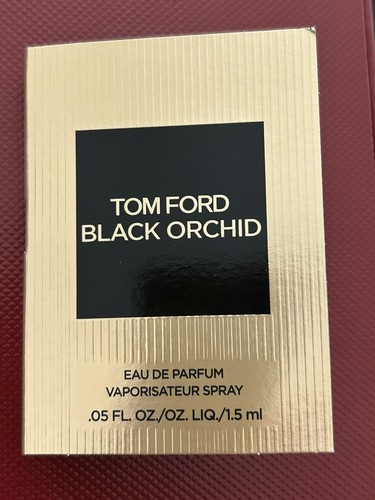 TOM FORD
BLACK ORCHID
EAU DE PARFUM
VAPORISATEUR SPRAY
.05 FL. OZ./OZ. LIQ./1.5 ml